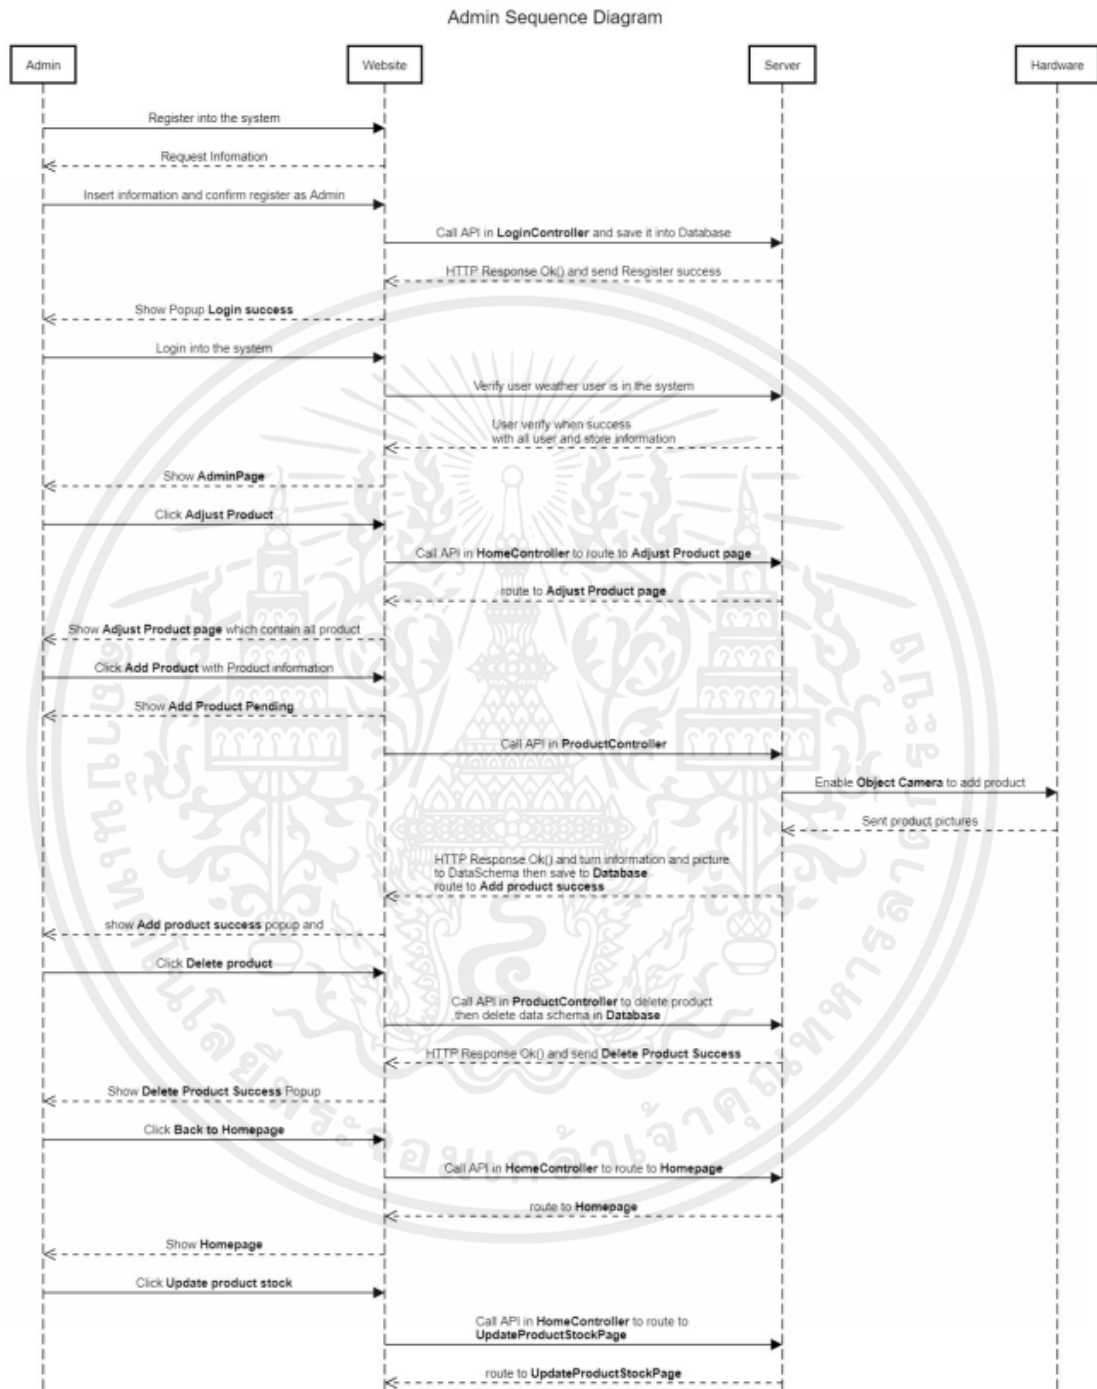 Admin Sequence Diagram
Admin
Website
Server
Hardware
Register into the system
Request Infomation
Insert information and confirm register as Admin
Call API in LoginController and save it into Database
HTTP Response Ok() and send Resgister success
Show Popup Login success
Login into the system
Verify user weather user is in the system
User verify when success
with all user and store information
Show AdminPage
Click Adjust Product
Call API in HomeController to route to Adjust Product page
route to Adjust Product page
Show Adjust Product page which contain all product
Click Add Product with Product information
Show Add Product Pending
Call API in ProductController
Enable Object Camera to add product
Sent product pictures
HTTP Response Ok() and turn information and picture
to DataSchema then save to Database
route to Add product success
show Add product success popup and
Click Delete product
Call API in ProductController to delete product
then delete data schema in Database
HTTP Response Ok() and send Delete Product Success
Show Delete Product Success Popup
Click Back to Homepage
Call API in HomeController to route to Homepage
route to Homepage
Show Homepage
Click Update product stock
Call API in HomeController to route to
UpdateProductStockPage
route to UpdateProductStockPage